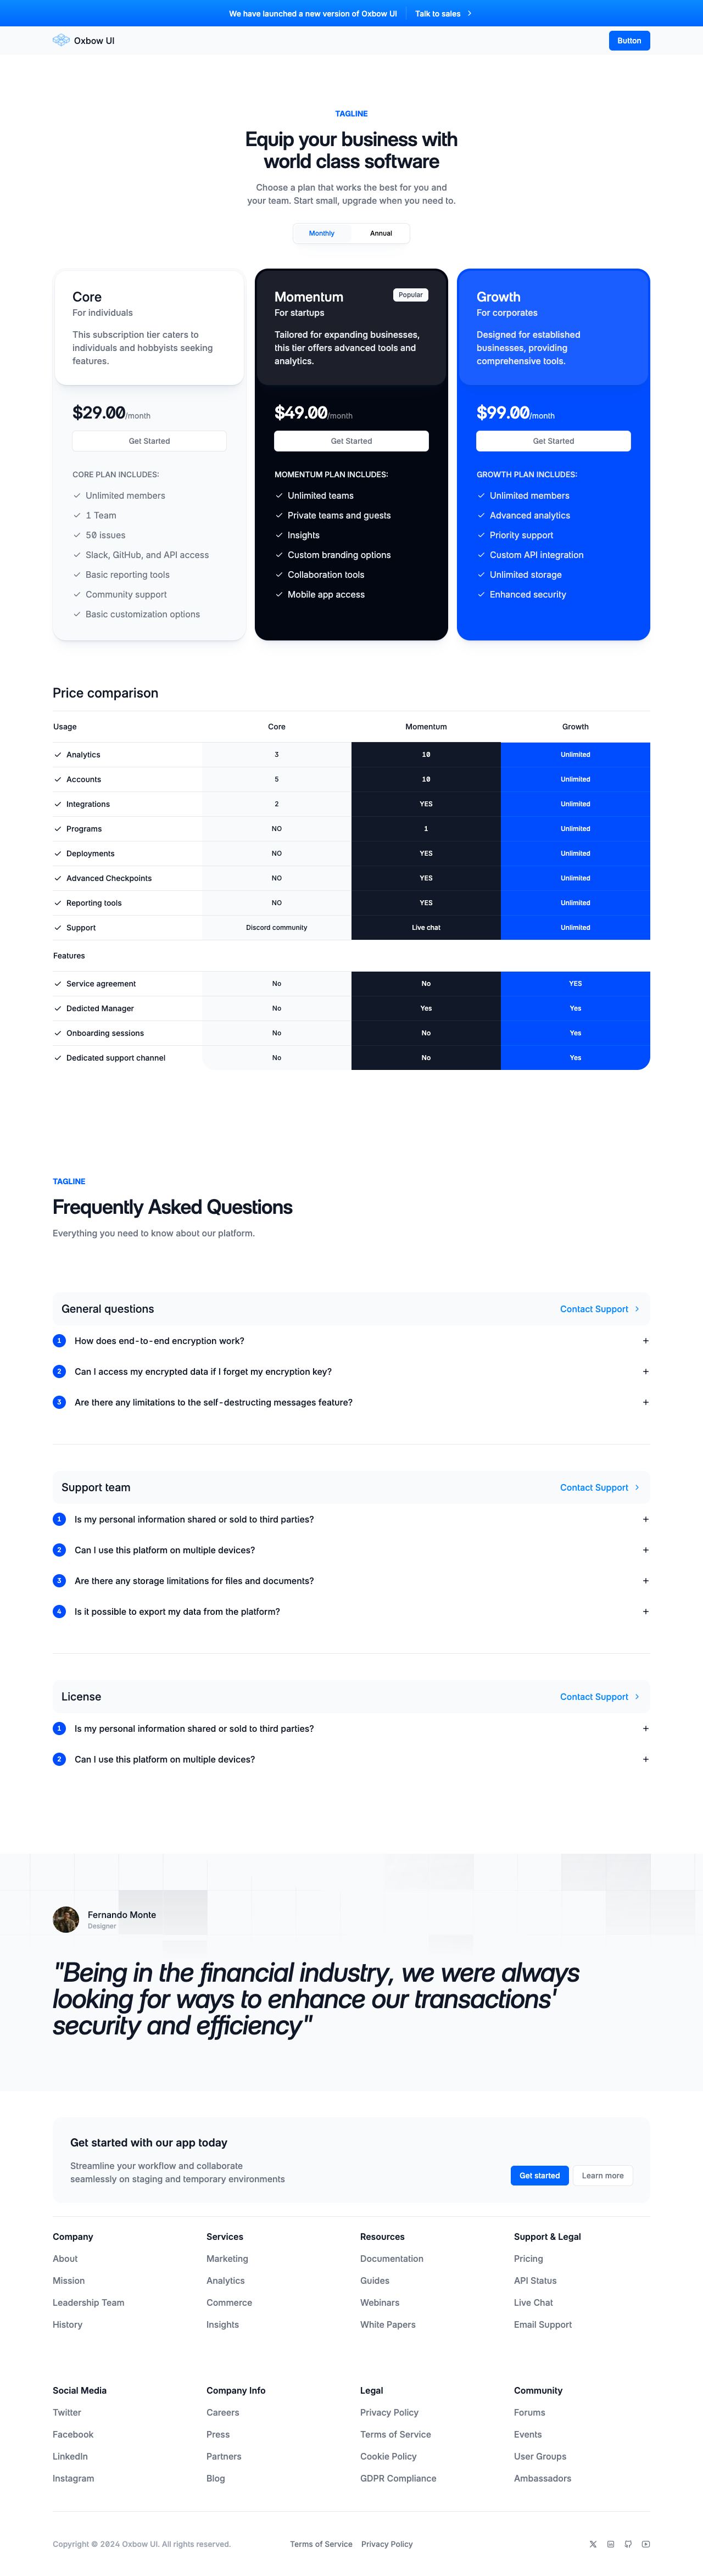 We have launched a new version of Oxbow UI Talk to sales
Oxbow UI Button
TAGLINE
Equip your business with
world class software
Choose a plan that works the best for you and
your team. Start small, upgrade when you need to.
Monthly Annual
Core
For individuals
This subscription tier caters to
individuals and hobbyists seeking
features.
$29.00/month
Get Started
CORE PLAN INCLUDES:
Unlimited members
1 Team
50 issues
Slack, GitHub, and API access
Basic reporting tools
Community support
Basic customization options
Momentum Popular
For startups
Tailored for expanding businesses,
this tier offers advanced tools and
analytics.
$49.00/month
Get Started
MOMENTUM PLAN INCLUDES:
Unlimited teams
Private teams and guests
Insights
Custom branding options
Collaboration tools
Mobile app access
Growth
For corporates
Designed for established
businesses, providing
comprehensive tools.
$99.00/month
Get Started
GROWTH PLAN INCLUDES:
Unlimited members
Advanced analytics
Priority support
Custom API integration
Unlimited storage
Enhanced security
Price comparison
Usage Core Momentum Growth
Analytics 3 10 Unlimited
Accounts 5 10 Unlimited
Integrations 2 YES Unlimited
Programs NO 1 Unlimited
Deployments NO YES Unlimited
Advanced Checkpoints NO YES Unlimited
Reporting tools NO YES Unlimited
Support Discord community Live chat Unlimited
Features
Service agreement No No YES
Dedicted Manager No Yes Yes
Onboarding sessions No No Yes
Dedicated support channel No No Yes
TAGLINE
Frequently Asked Questions
Everything you need to know about our platform.
General questions Contact Support
1 How does end-to-end encryption work? +
2 Can I access my encrypted data if I forget my encryption key? +
3 Are there any limitations to the self-destructing messages feature? +
Support team Contact Support
1 Is my personal information shared or sold to third parties? +
2 Can I use this platform on multiple devices? +
3 Are there any storage limitations for files and documents? +
4 Is it possible to export my data from the platform? +
License Contact Support
1 Is my personal information shared or sold to third parties? +
2 Can I use this platform on multiple devices? +
Fernando Monte
Designer
"Being in the financial industry, we were always
looking for ways to enhance our transactions'
security and efficiency"
Get started with our app today
Streamline your workflow and collaborate
seamlessly on staging and temporary environments
Get started Learn more
Company Services Resources Support & Legal
About Marketing Documentation Pricing
Mission Analytics Guides API Status
Leadership Team Commerce Webinars Live Chat
History Insights White Papers Email Support
Social Media Company Info Legal Community
Twitter Careers Privacy Policy Forums
Facebook Press Terms of Service Events
LinkedIn Partners Cookie Policy User Groups
Instagram Blog GDPR Compliance Ambassadors
Copyright © 2024 Oxbow UI. All rights reserved. Terms of Service Privacy Policy